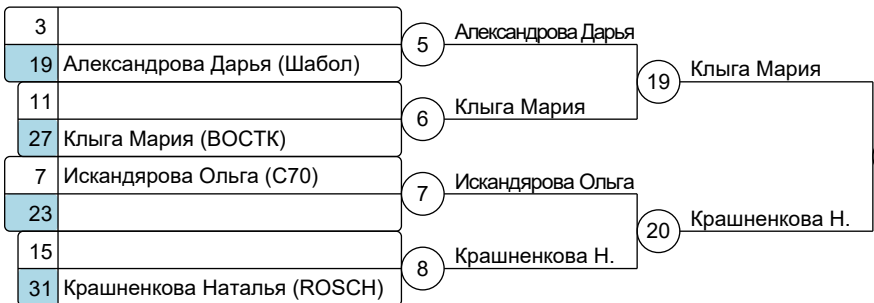 3
19 Александрова Дарья (Шабол)
11
27 Клыга Мария (ВОСТК)
7 Искандярова Ольга (С70)
23
15
31 Крашненкова Наталья (ROSCH)
5 Александрова Дарья
6 Клыга Мария
7 Искандярова Ольга
8 Крашненкова Н.
19 Клыга Мария
20 Крашненкова Н.